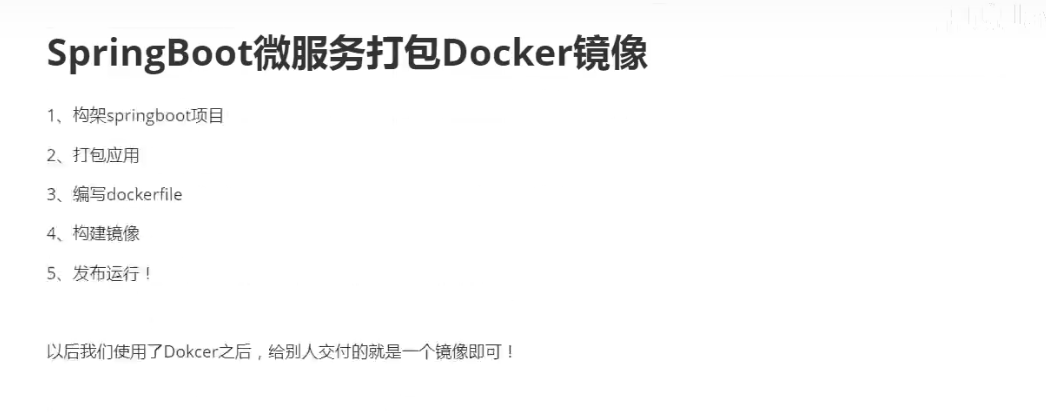 SpringBoot微服务打包Docker镜像
1、构架springboot项目
2、打包应用
3、编写dockerfile
4、构建镜像
5、发布运行！
以后我们使用了Dokcer之后，给别人交付的就是一个镜像即可！